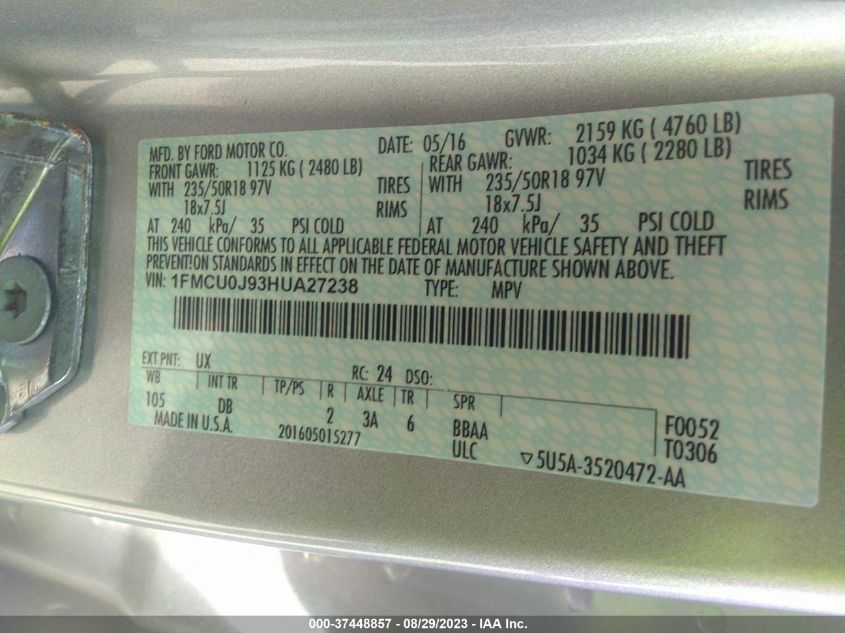 MFD. BY FORD MOTOR CO. DATE: 05/16 GVWR: 2159 KG ( 4760 LB)
FRONT GAWR: 1125 KG ( 2480 LB) REAR GAWR: 1034 KG ( 2280 LB)
WITH 235/50R18 97V TIRES WITH 235/50R18 97V TIRES
18x7.5J RIMS 18x7.5J RIMS
AT 240 kPa/ 35 PSI COLD AT 240 kPa/ 35 PSI COLD
THIS VEHICLE CONFORMS TO ALL APPLICABLE FEDERAL MOTOR VEHICLE SAFETY AND THEFT
PREVENTION STANDARDS IN EFFECT ON THE DATE OF MANUFACTURE SHOWN ABOVE.
VIN: 1FMCU0J93HUA27238 TYPE: MPV
EXT PNT: UX RC: 24 DSO:
WB INT TR TP/PS R AXLE TR SPR
105 DB 2 3A 6 BBAA F0052
MADE IN U.S.A. 201605015277 ULC T0306
▽5U5A-3520472-AA
000-37448857 - 08/29/2023 - IAA Inc.